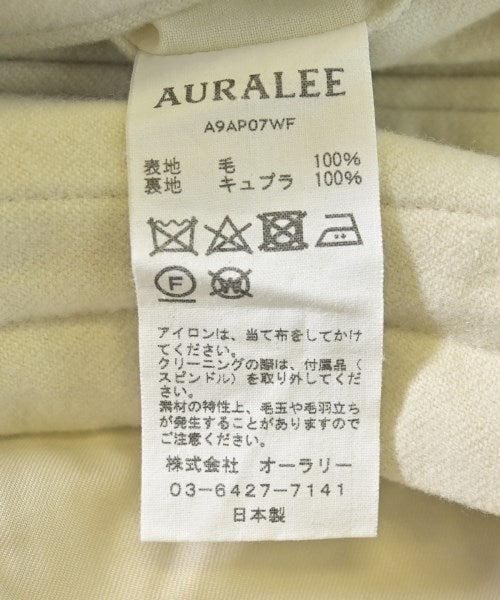 AURALEE
A9AP07WF
表地 毛 100%
裏地 キュプラ 100%
F W
アイロンは、当て布をしてかけ
てください。
クリーニングの際は、付属品（
スピンドル）を取り外してくだ
さい。
素材の特性上、毛玉や毛羽立ち
が発生することがありますので
ご注意ください。
株式会社 オーラリー
03-6427-7141
日本製